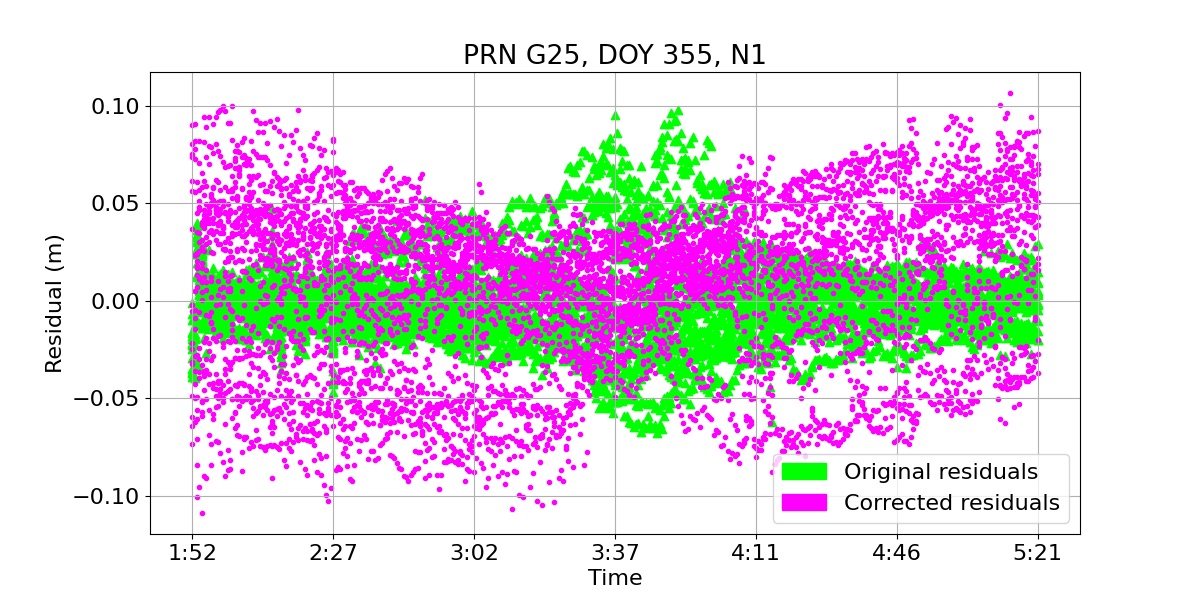 PRN G25, DOY 355, N1
Residual (m)
0.10
0.05
0.00
−0.05
−0.10
Original residuals
Corrected residuals
1:52 2:27 3:02 3:37 4:11 4:46 5:21
Time